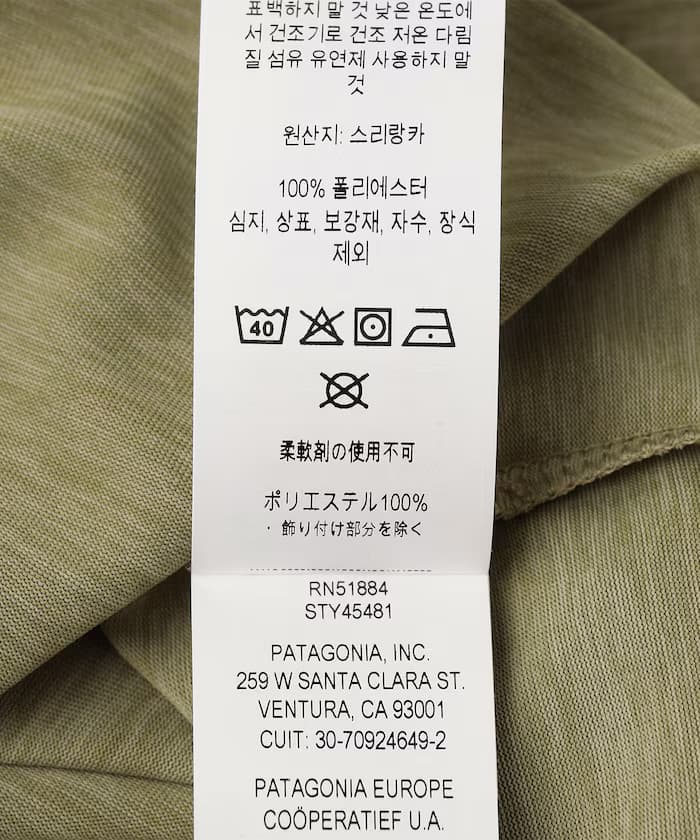 표백하지 말 것 낮은 온도에
서 건조기로 건조 저온 다림
질 섬유 유연제 사용하지 말
것
원산지: 스리랑카
100% 폴리에스터
심지, 상표, 보강재, 자수, 장식
제외
40
柔軟剤の使用不可
ポリエステル100%
・飾り付け部分を除く
RN51884
STY45481
PATAGONIA, INC.
259 W SANTA CLARA ST.
VENTURA, CA 93001
CUIT: 30-70924649-2
PATAGONIA EUROPE
COÖPERATIEF U.A.